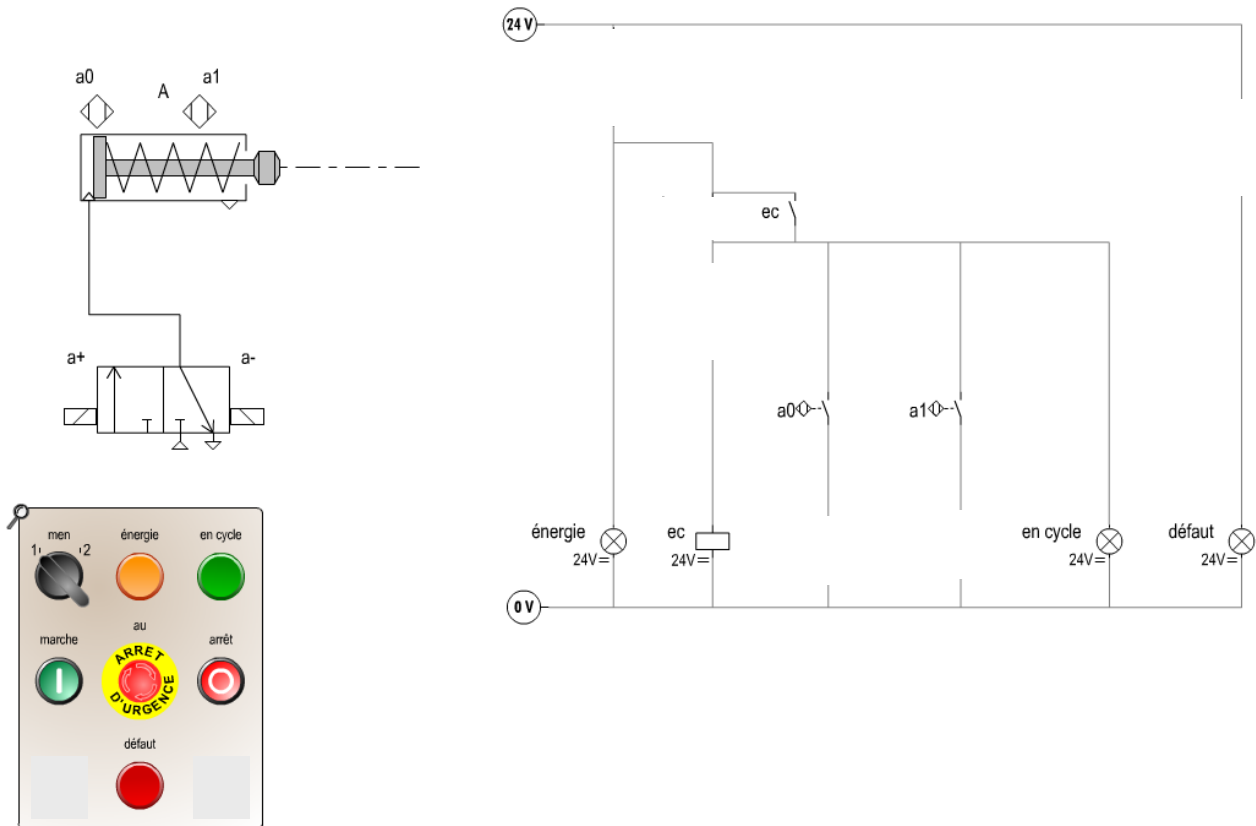 24 V
a0
A
a1
ec
a+
a-
a0
a1
énergie
24V=
ec
24V=
en cycle
24V=
défaut
24V=
0 V
men
énergie
en cycle
1
2
marche
au
arrêt
ARRET
D'URGENCE
défaut